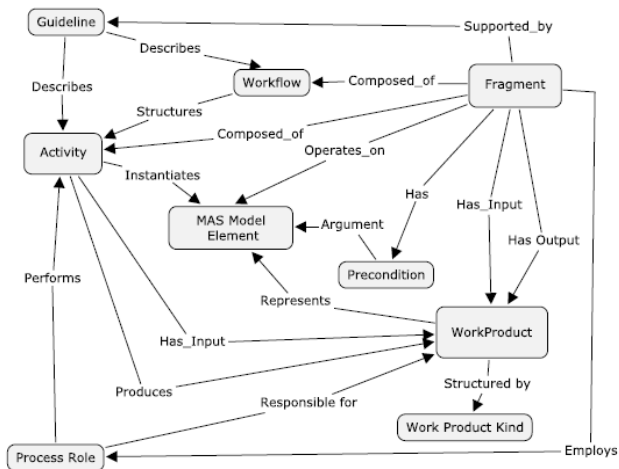 Guideline
Supported_by
Describes
Workflow
Composed_of
Fragment
Describes
Structures
Composed_of
Activity
Operates_on
Instantiates
Has
Has_Input
MAS Model
Element
Argument
Has Output
Precondition
Performs
Represents
WorkProduct
Has_Input
Produces
Structured by
Responsible for
Work Product Kind
Process Role
Employs